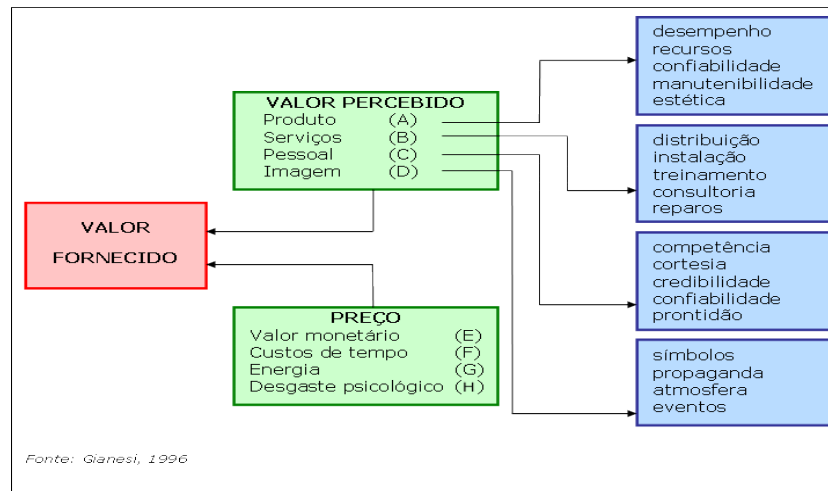 VALOR
FORNECIDO
VALOR PERCEBIDO
Produto (A)
Serviços (B)
Pessoal (C)
Imagem (D)
PREÇO
Valor monetário (E)
Custos de tempo (F)
Energia (G)
Desgaste psicológico (H)
desempenho
recursos
confiabilidade
manutenibilidade
estética
distribuição
instalação
treinamento
consultoria
reparos
competência
cortesia
credibilidade
confiabilidade
prontidão
símbolos
propaganda
atmosfera
eventos
Fonte: Gianesi, 1996